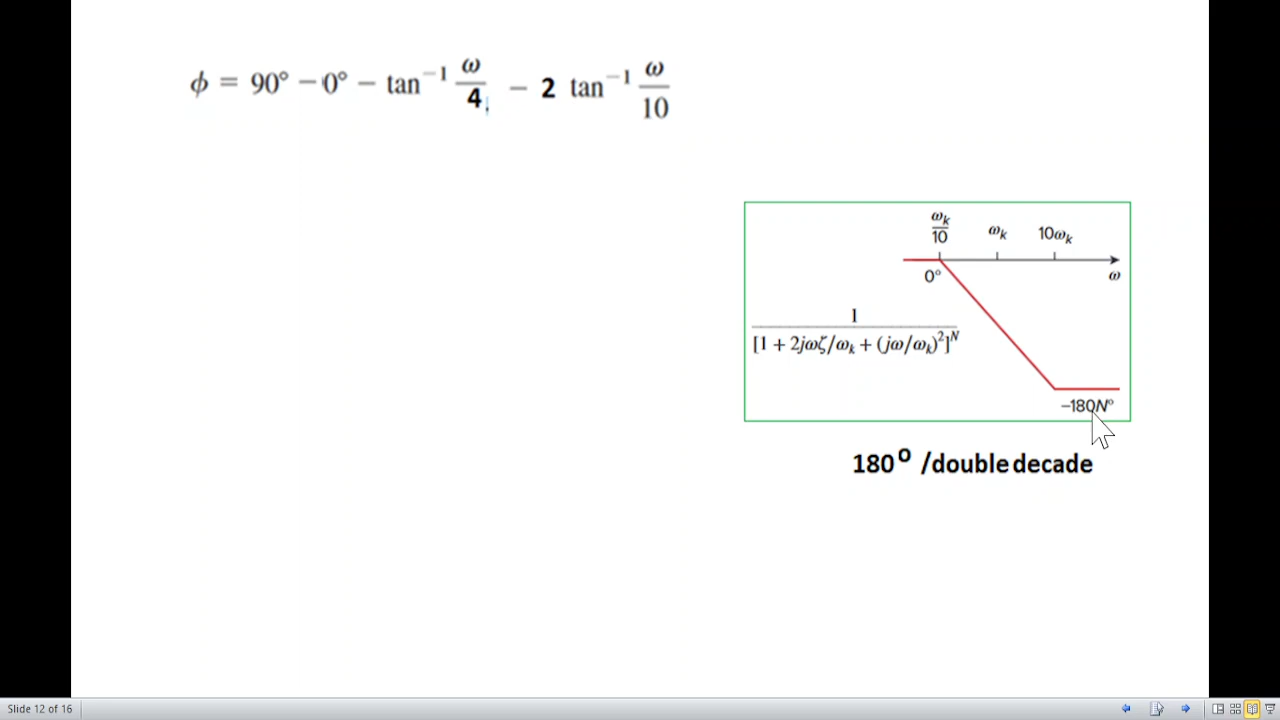 ϕ = 90° − 0° − tan⁻¹ ω/4 − 2 tan⁻¹ ω/10
ωk/10 ωk 10ωk
0° ω
1/[1 + 2jωζ/ωk + (jω/ωk)²]ᴺ
−180N°
180⁰ /double decade
Slide 12 of 16